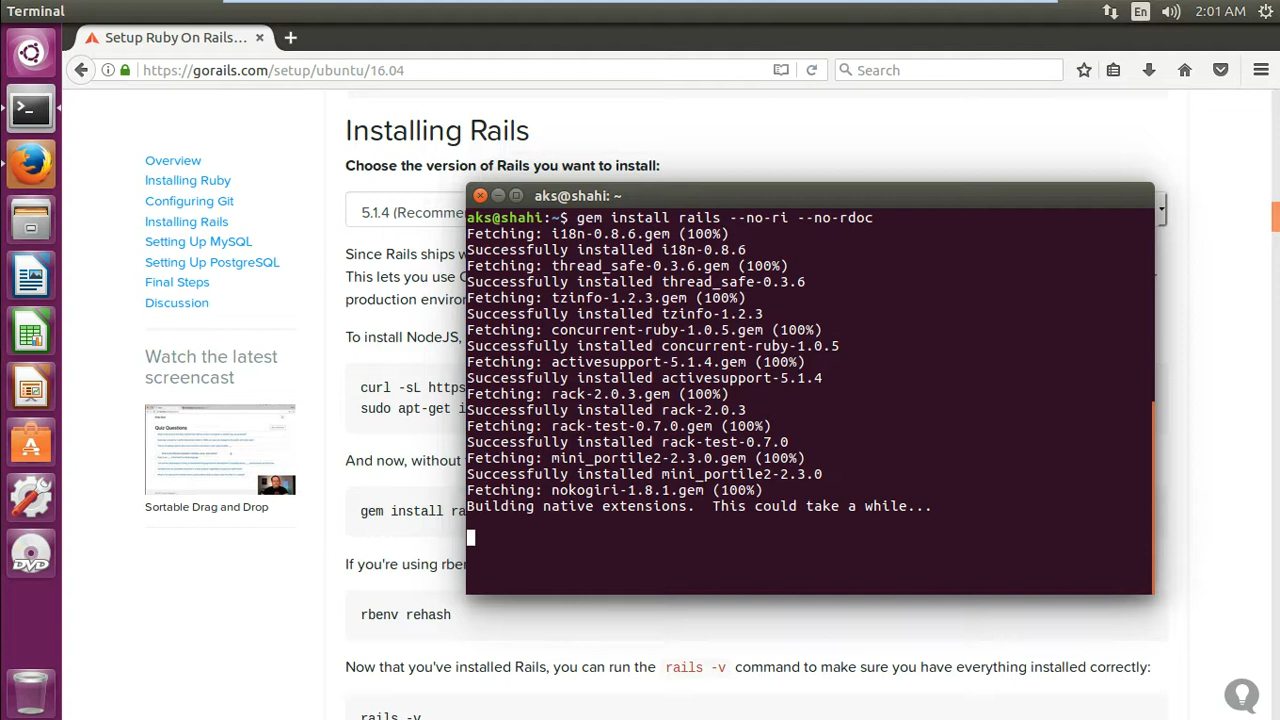 Terminal
En
2:01 AM
Setup Ruby On Rails...
https://gorails.com/setup/ubuntu/16.04
Search
Overview
Installing Ruby
Configuring Git
Installing Rails
Setting Up MySQL
Setting Up PostgreSQL
Final Steps
Discussion
Watch the latest
screencast
Quiz Questions
Sortable Drag and Drop
DVD
Installing Rails
Choose the version of Rails you want to install:
5.1.4 (Recomme
Since Rails ships w
This lets you use C
production environ
To install NodeJS,
curl -sL https
sudo apt-get i
And now, without
gem install ra
If you're using rben
rbenv rehash
Now that you've installed Rails, you can run the rails -v command to make sure you have everything installed correctly:
rails -v
aks@shahi: ~
aks@shahi:~$ gem install rails --no-ri --no-rdoc
Fetching: i18n-0.8.6.gem (100%)
Successfully installed i18n-0.8.6
Fetching: thread_safe-0.3.6.gem (100%)
Successfully installed thread_safe-0.3.6
Fetching: tzinfo-1.2.3.gem (100%)
Successfully installed tzinfo-1.2.3
Fetching: concurrent-ruby-1.0.5.gem (100%)
Successfully installed concurrent-ruby-1.0.5
Fetching: activesupport-5.1.4.gem (100%)
Successfully installed activesupport-5.1.4
Fetching: rack-2.0.3.gem (100%)
Successfully installed rack-2.0.3
Fetching: rack-test-0.7.0.gem (100%)
Successfully installed rack-test-0.7.0
Fetching: mini_portile2-2.3.0.gem (100%)
Successfully installed mini_portile2-2.3.0
Fetching: nokogiri-1.8.1.gem (100%)
Building native extensions.  This could take a while...